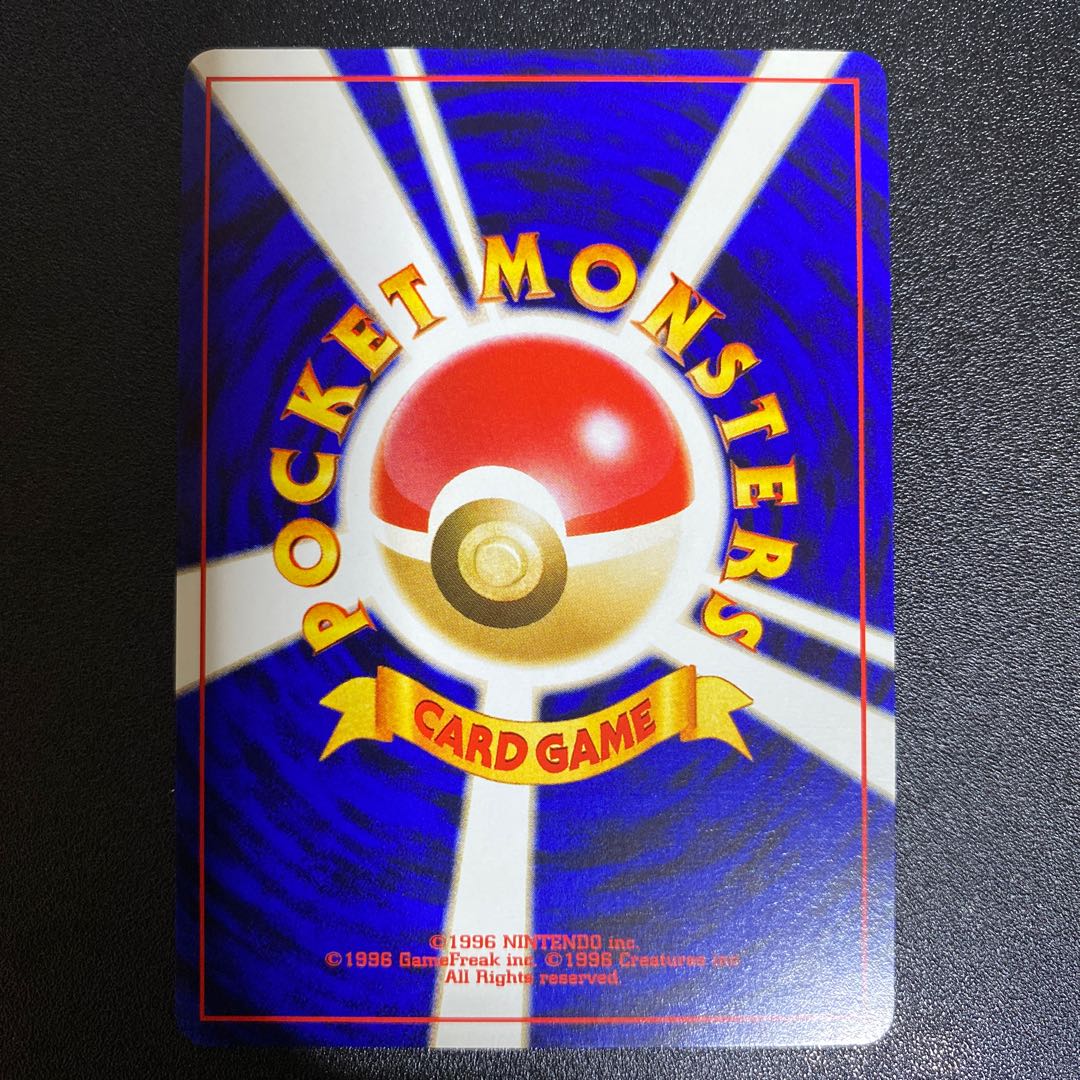 POCKET MONSTERS
CARD GAME
©1996 NINTENDO inc.
©1996 GameFreak inc. ©1996 Creatures inc
All Rights reserved.